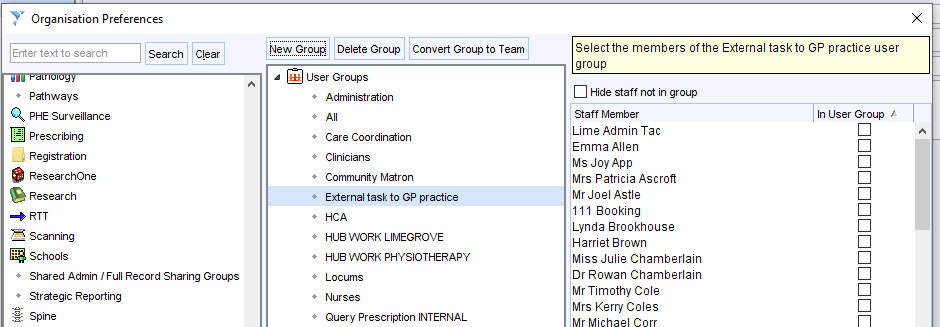 Organisation Preferences
Enter text to search
Search
Clear
Pathology
Pathways
PHE Surveillance
Prescribing
Registration
ResearchOne
Research
RTT
Scanning
Schools
Shared Admin / Full Record Sharing Groups
Strategic Reporting
Spine
New Group
Delete Group
Convert Group to Team
User Groups
Administration
All
Care Coordination
Clinicians
Community Matron
External task to GP practice
HCA
HUB WORK LIMEGROVE
HUB WORK PHYSIOTHERAPY
Locums
Nurses
Query Prescription INTERNAL
Select the members of the External task to GP practice user
group
Hide staff not in group
Staff Member In User Group
Lime Admin Tac
Emma Allen
Ms Joy App
Mrs Patricia Ascroft
Mr Joel Astle
111 Booking
Lynda Brookhouse
Harriet Brown
Miss Julie Chamberlain
Dr Rowan Chamberlain
Mr Timothy Cole
Mrs Kerry Coles
Mr Michael Corr